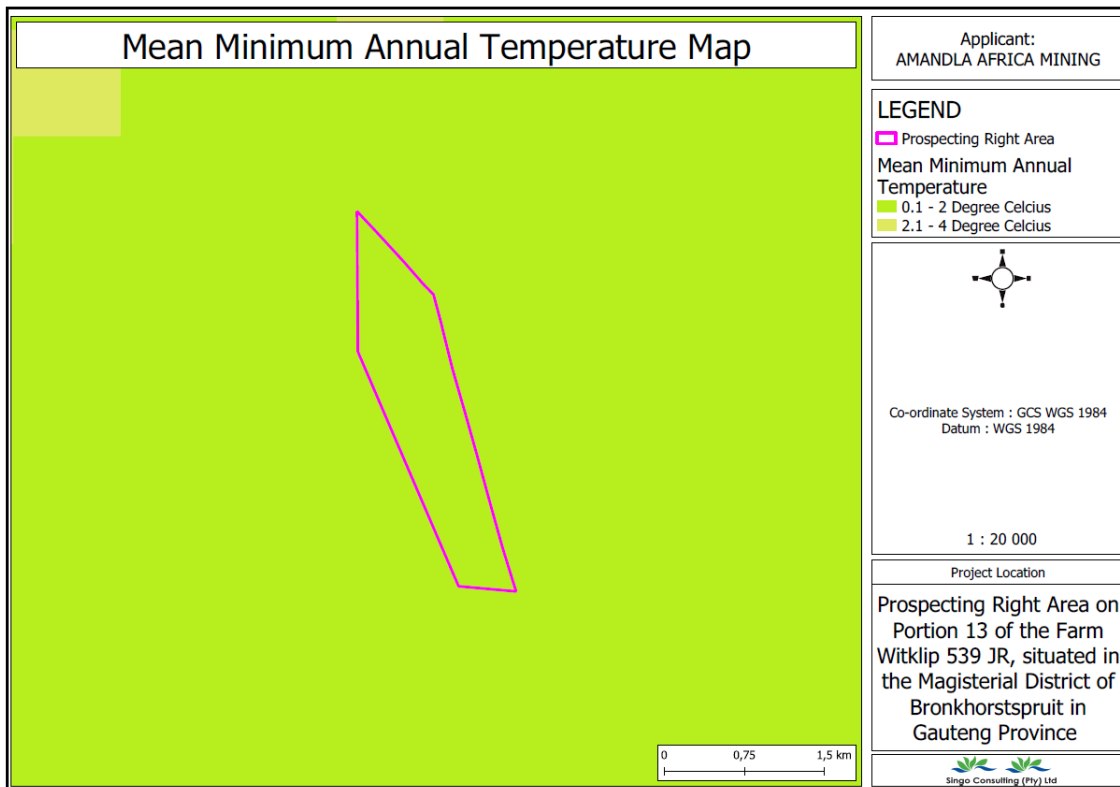 Mean Minimum Annual Temperature Map
Applicant:
AMANDLA AFRICA MINING
LEGEND
Prospecting Right Area
Mean Minimum Annual
Temperature
0.1 - 2 Degree Celcius
2.1 - 4 Degree Celcius
Co-ordinate System : GCS WGS 1984
Datum : WGS 1984
1 : 20 000
Project Location
Prospecting Right Area on
Portion 13 of the Farm
Witklip 539 JR, situated in
the Magisterial District of
Bronkhorstspruit in
Gauteng Province
0 0,75 1,5 km
Singo Consulting (Pty) Ltd